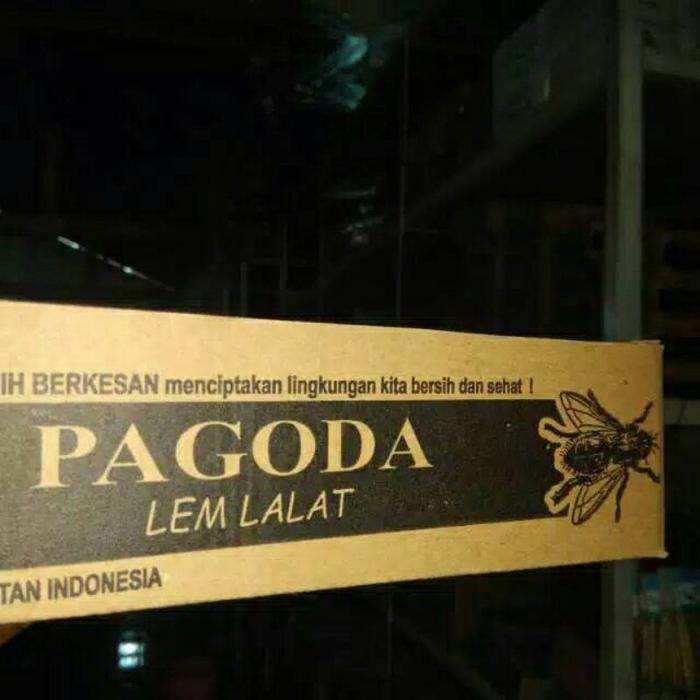 IH BERKESAN menciptakan lingkungan kita bersih dan sehat !
PAGODA
LEM LALAT
TAN INDONESIA